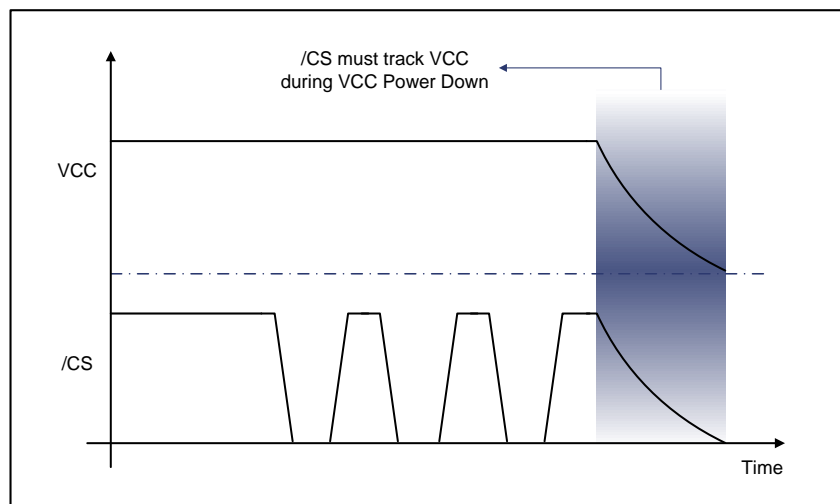 /CS must track VCC
during VCC Power Down
VCC
/CS
Time